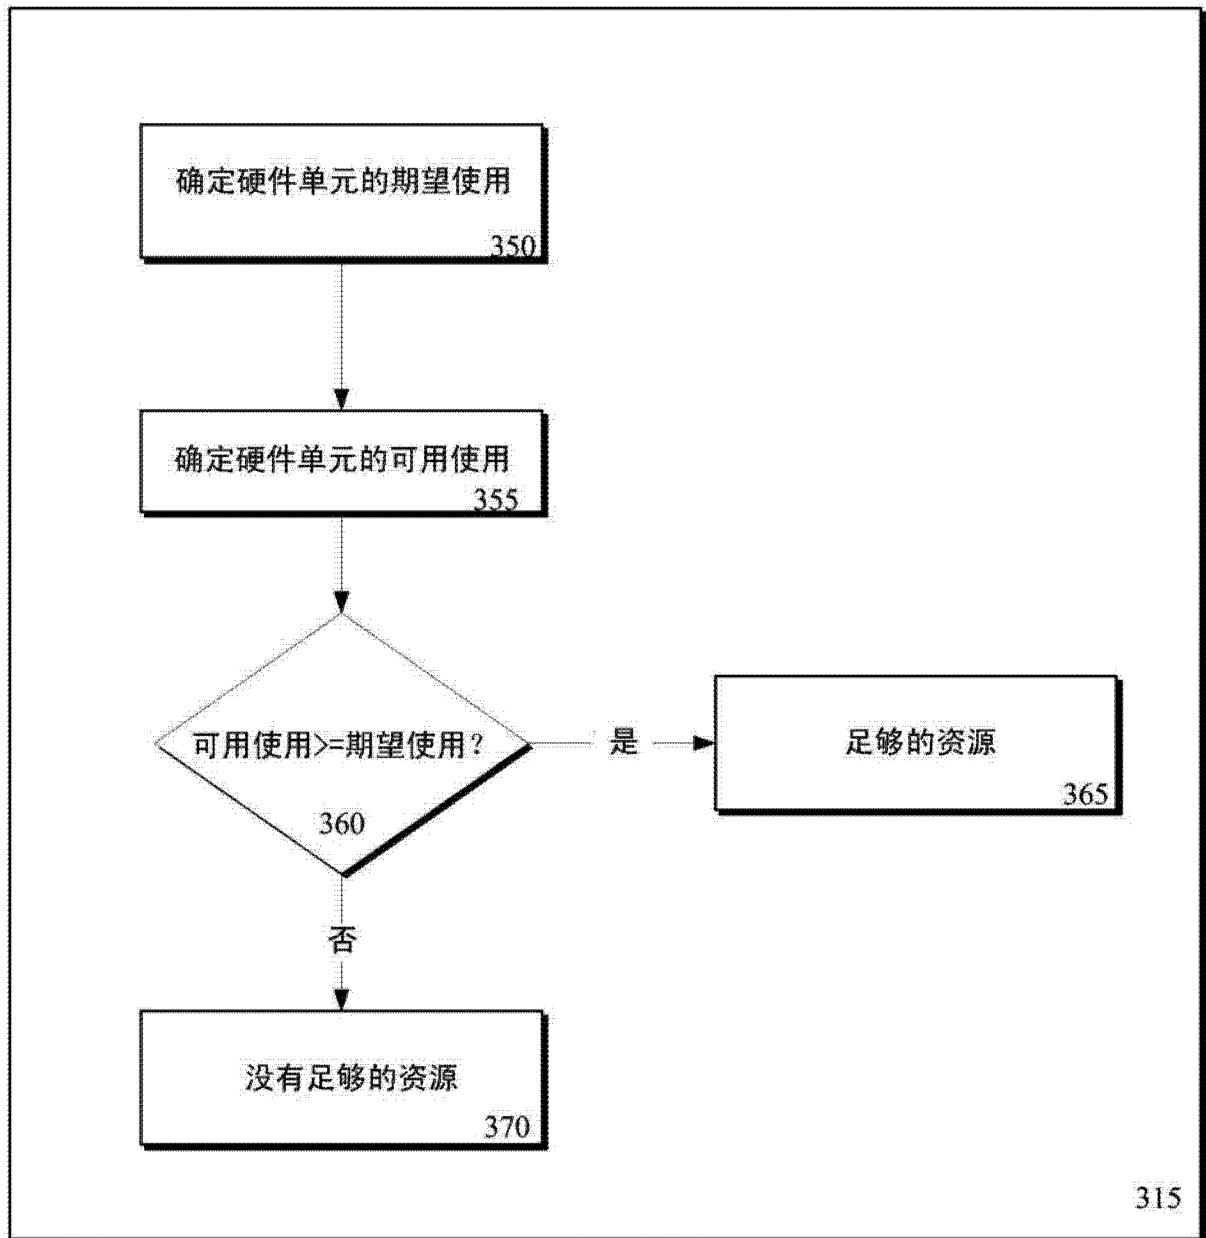 确定硬件单元的期望使用
350
确定硬件单元的可用使用
355
可用使用>=期望使用？
360
是
足够的资源
365
否
没有足够的资源
370
315